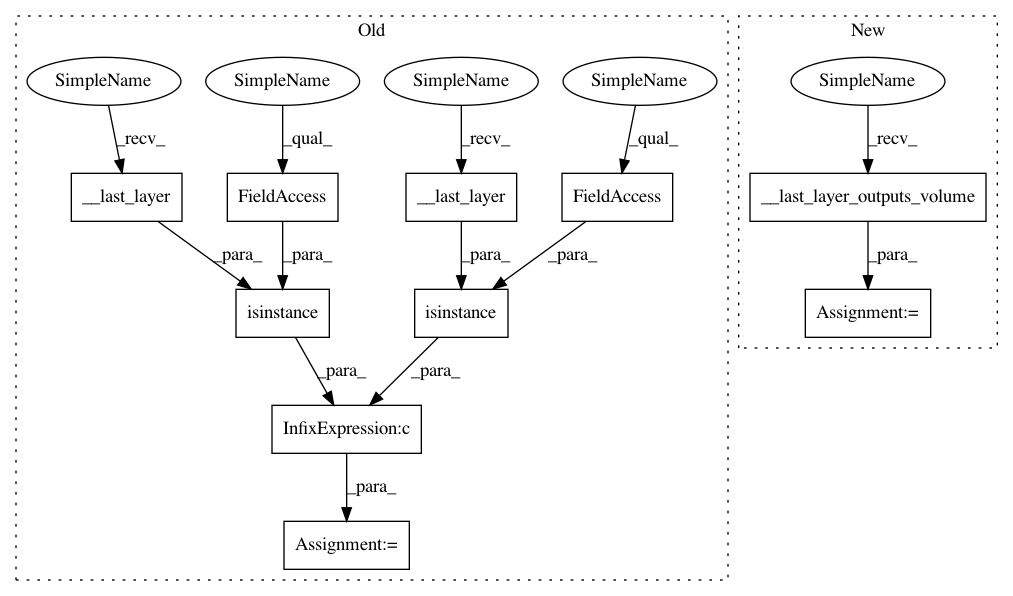 Old
New
SimpleName
SimpleName
SimpleName
SimpleName
SimpleName
_recv_
_qual_
_recv_
_qual_
_recv_
__last_layer
FieldAccess
__last_layer
FieldAccess
__last_layer_outputs_volume
_para_
_para_
_para_
_para_
_para_
isinstance
isinstance
Assignment:=
_para_
_para_
InfixExpression:c
_para_
Assignment:=